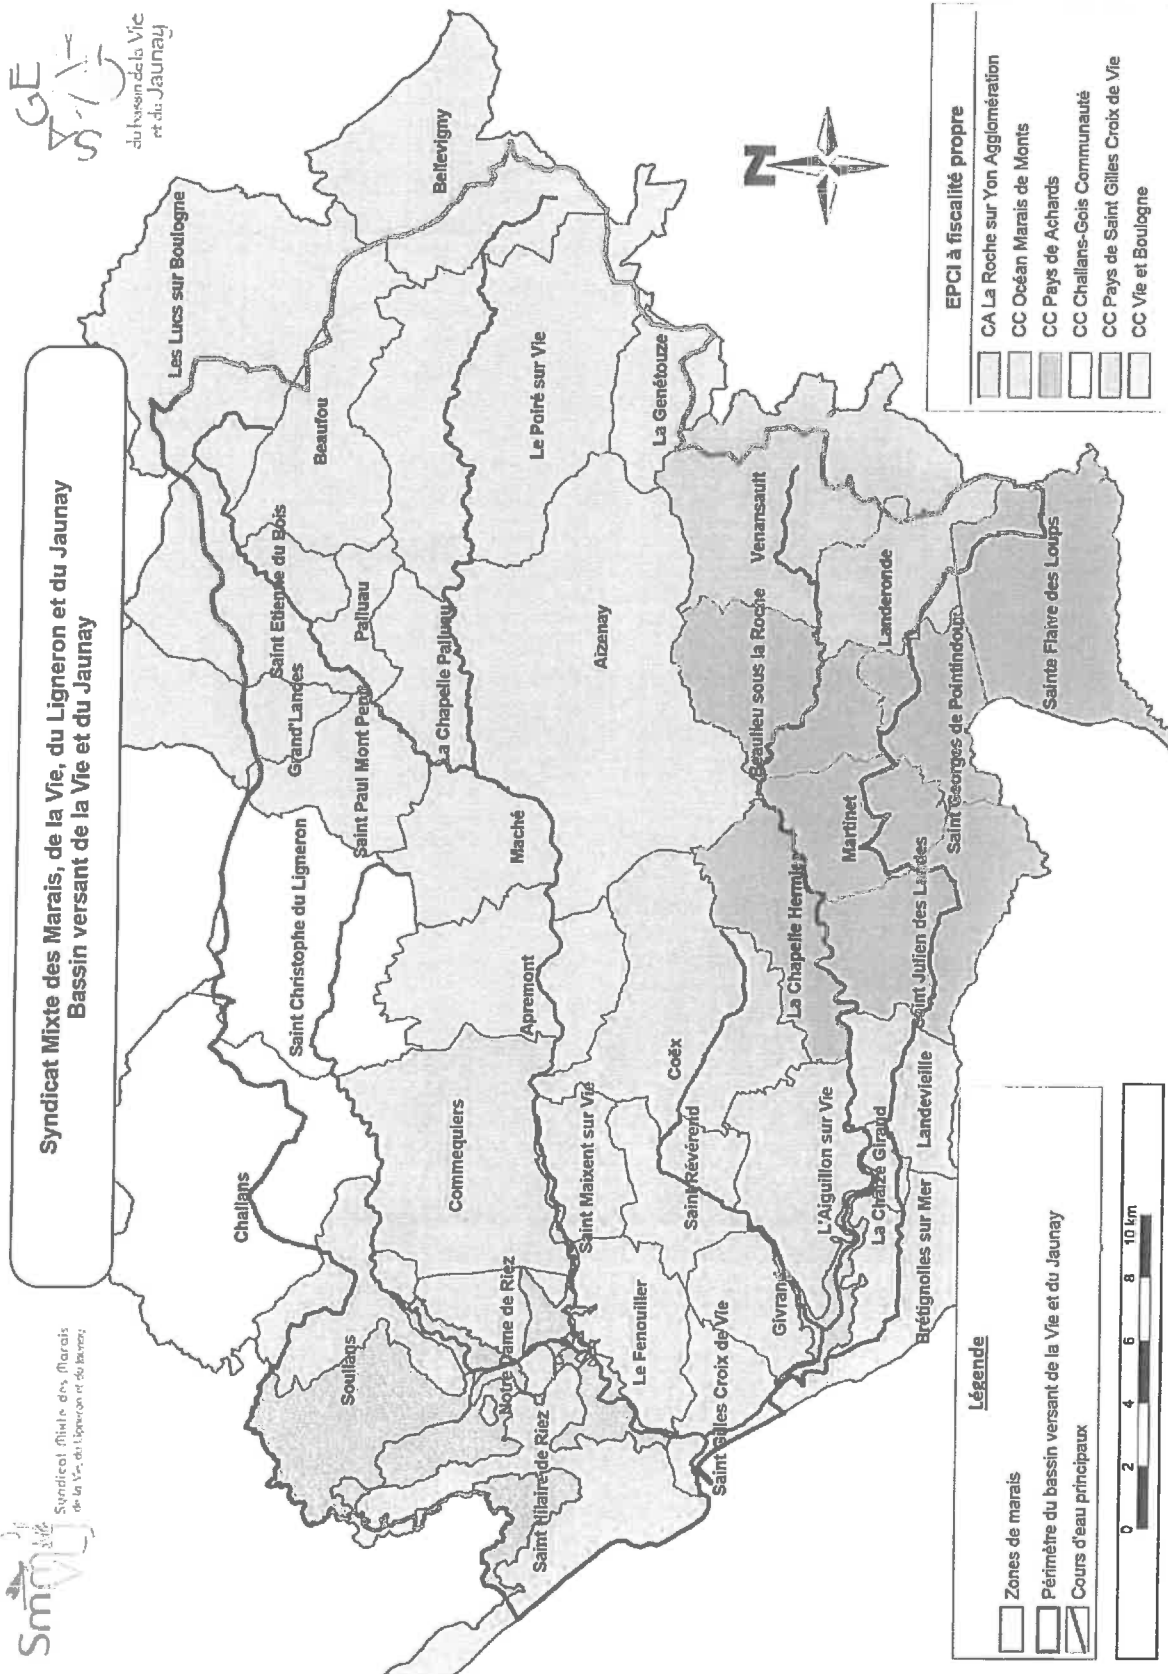 Syndicat Mixte des Marais, de la Vie, du Ligneron et du Jaunay
Bassin versant de la Vie et du Jaunay
Syndicat Mixte des Marais
de la Vie, du Ligneron et du Jaunay
SAGE
du bassin de la Vie
et du Jaunay
Les Lucs sur Boulogne
Bellevigny
Beaufou
Saint Etienne du Bois
Grand'Landes
Palluau
Saint Paul Mont Penit
La Chapelle Palluau
Le Poiré sur Vie
La Genétouze
Saint Christophe du Ligneron
Challans
Maché
Aizenay
Apremont
Commequiers
Soullans
Notre Dame de Riez
Saint Hilaire de Riez
Saint Maixent sur Vie
Le Fenouiller
Coëx
Saint Révérend
Saint Gilles Croix de Vie
Givrand
L'Aiguillon sur Vie
La Chaize Giraud
Brétignolles sur Mer
Landevieille
La Chapelle Hermier
Saint Julien des Landes
Martinet
Beaulieu sous la Roche
Venansault
Landeronde
Saint Georges de Pointindoux
Sainte Flaive des Loups
N
EPCI à fiscalité propre
CA La Roche sur Yon Agglomération
CC Océan Marais de Monts
CC Pays de Achards
CC Challans-Gois Communauté
CC Pays de Saint Gilles Croix de Vie
CC Vie et Boulogne
Légende
Zones de marais
Périmètre du bassin versant de la Vie et du Jaunay
Cours d'eau principaux
0 2 4 6 8 10 km